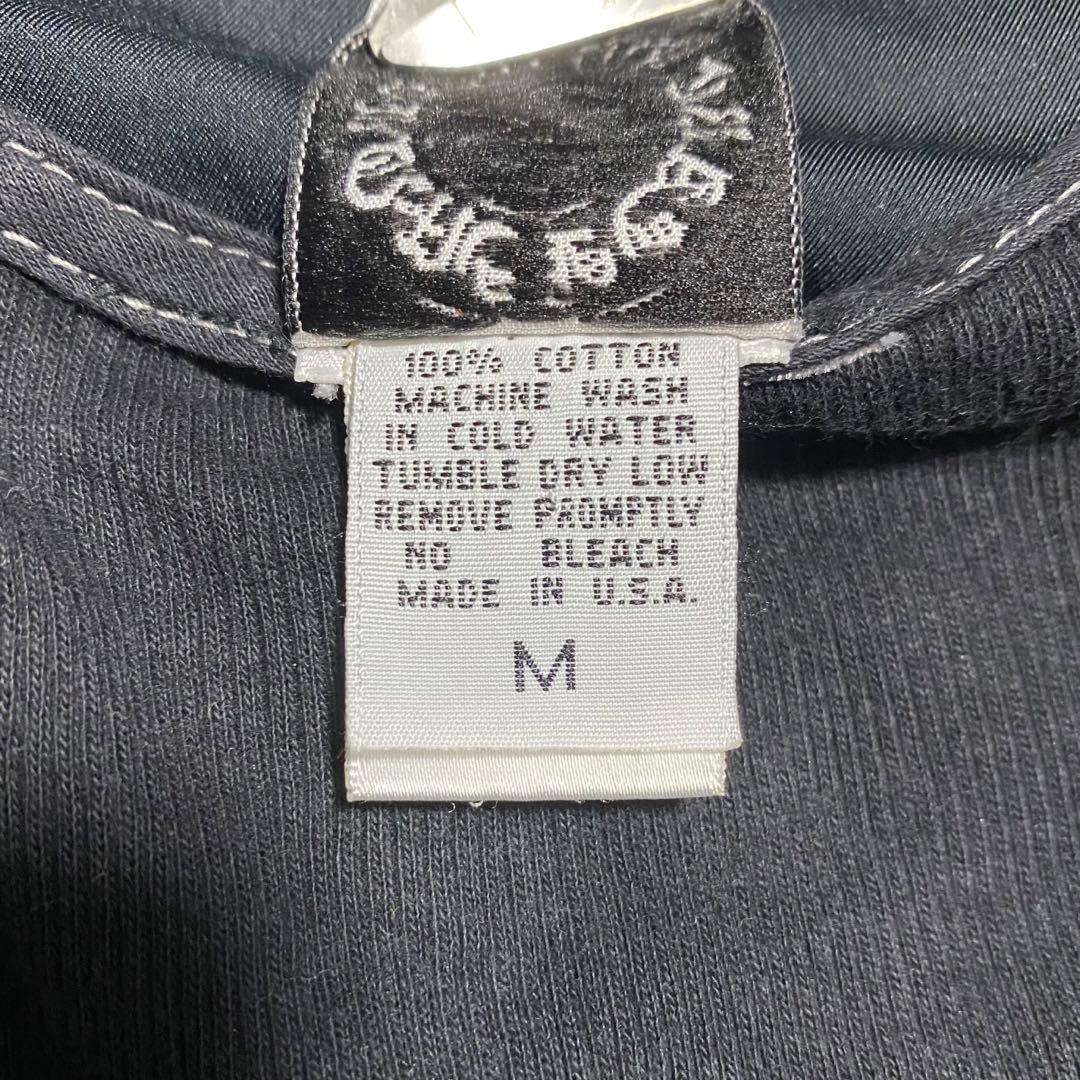 100% COTTON
MACHINE WASH
IN COLD WATER
TUMBLE DRY LOW
REMOVE PROMPTLY
NO BLEACH
MADE IN U.S.A.
M